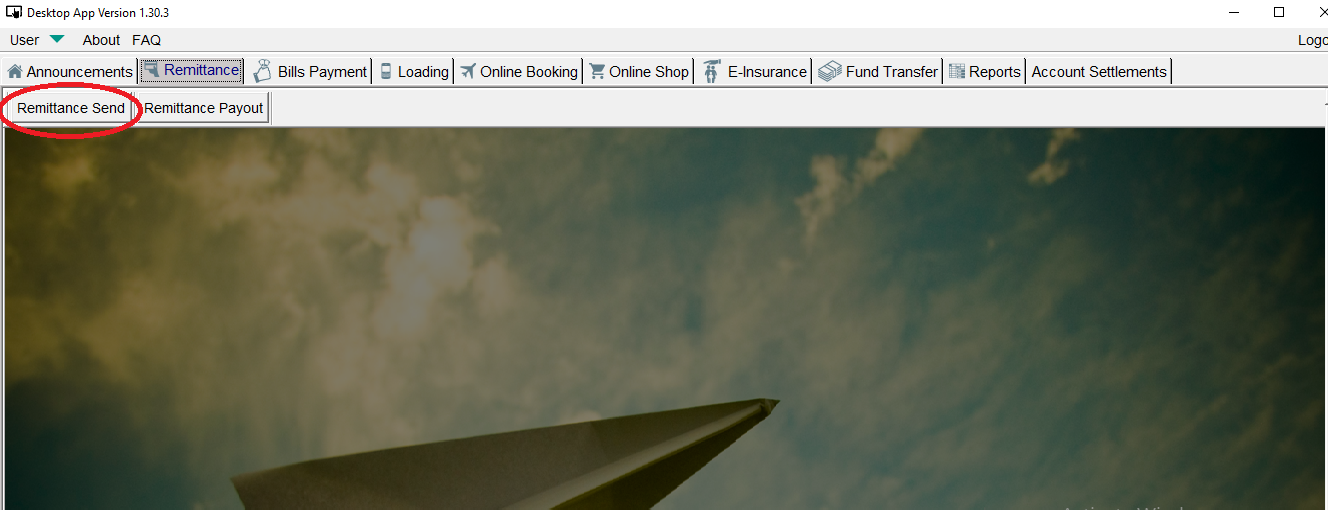 Desktop App Version 1.30.3
User About FAQ Logo
Announcements Remittance Bills Payment Loading Online Booking Online Shop E-Insurance Fund Transfer Reports Account Settlements
Remittance Send Remittance Payout